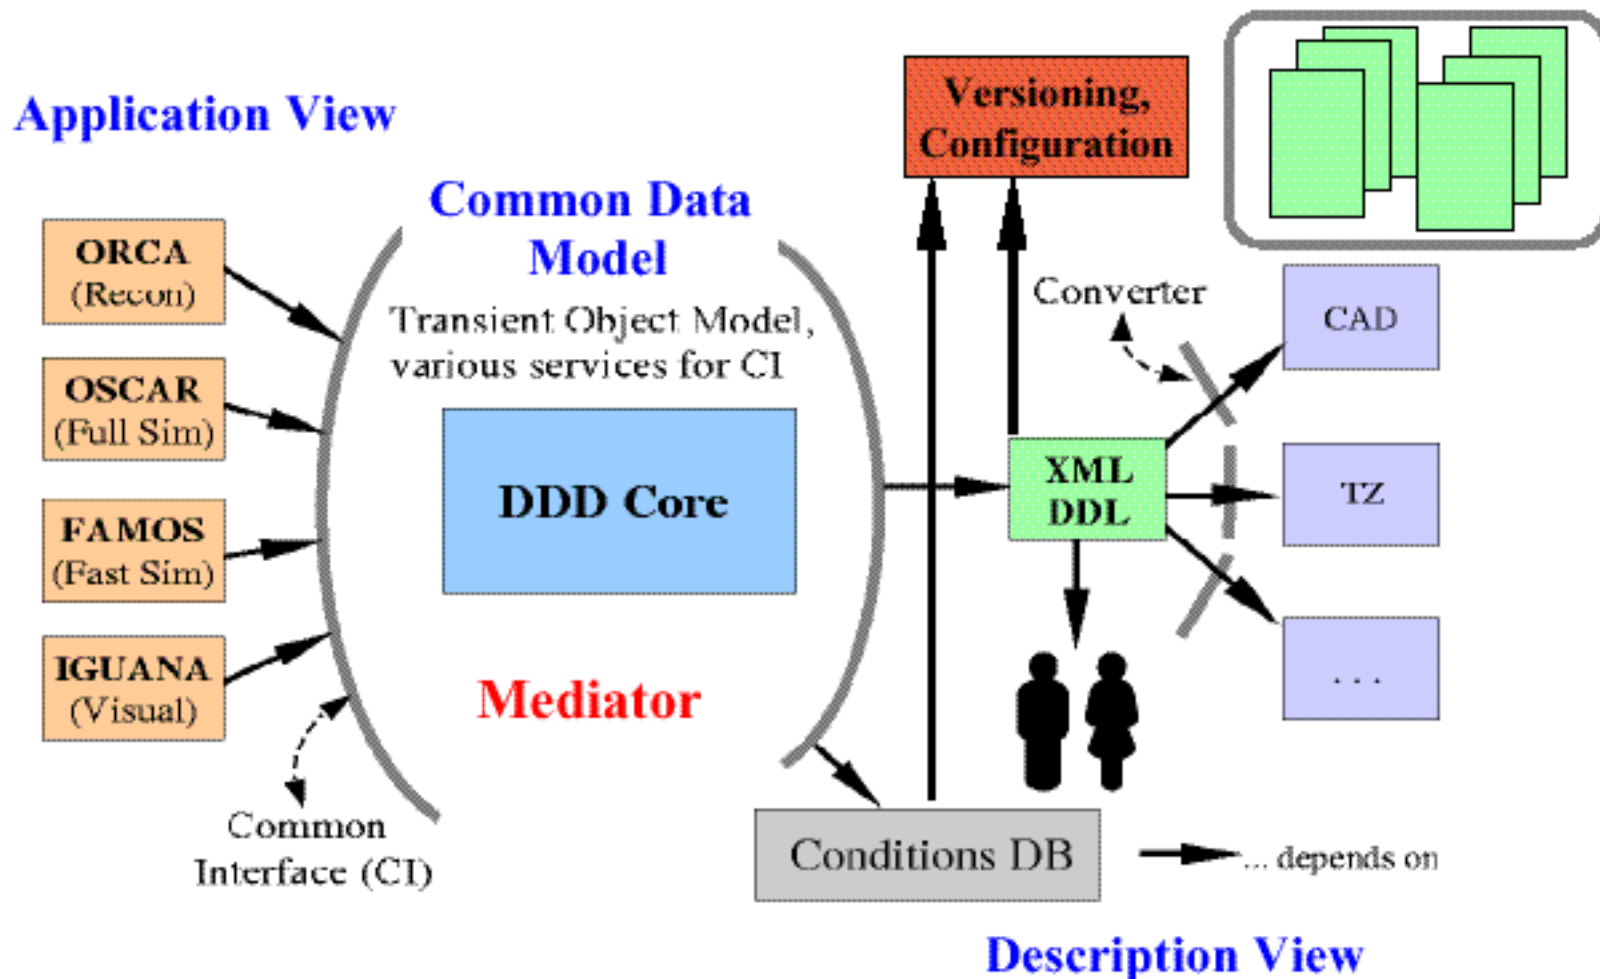 Application View
ORCA
(Recon)
OSCAR
(Full Sim)
FAMOS
(Fast Sim)
IGUANA
(Visual)
Common
Interface (CI)
Common Data
Model
Transient Object Model,
various services for CI
DDD Core
Mediator
Versioning,
Configuration
Converter
XML
DDL
CAD
TZ
. . .
Conditions DB
... depends on
Description View